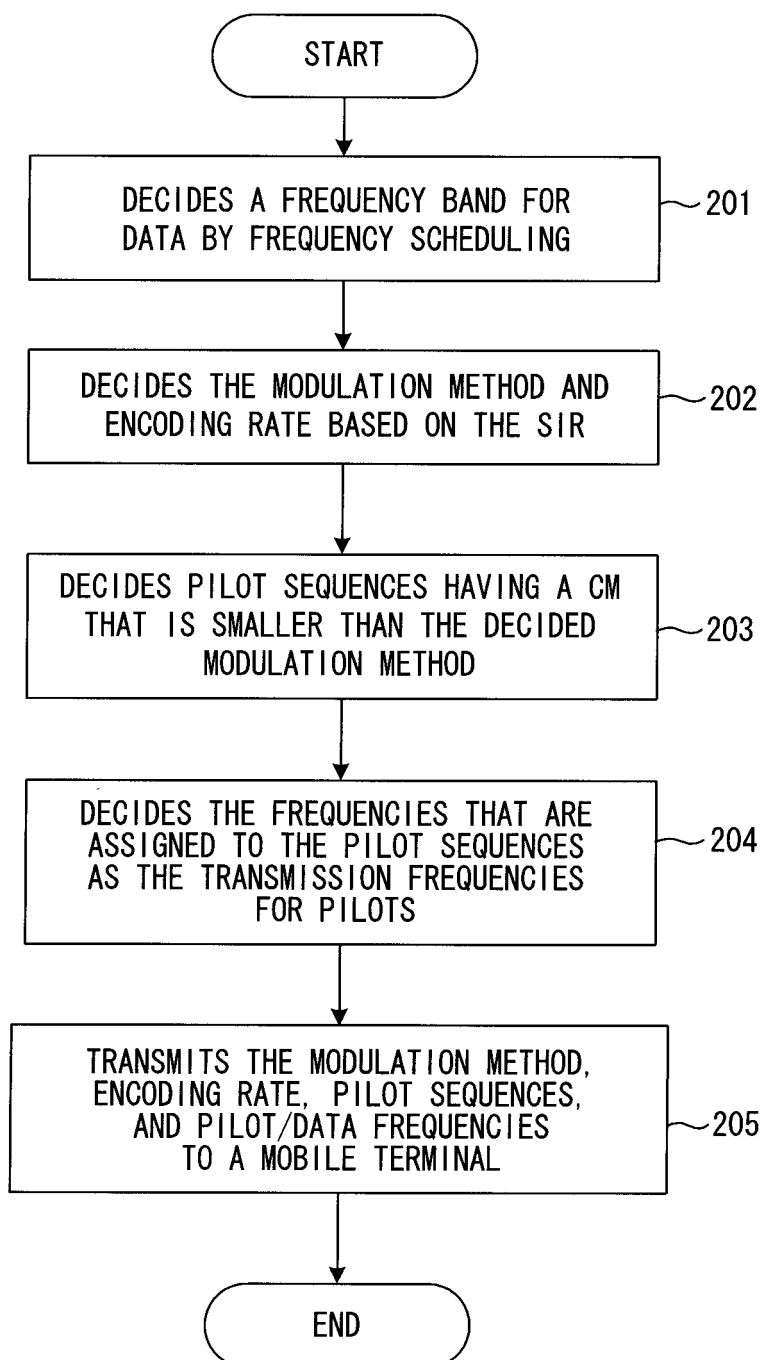 START
DECIDES A FREQUENCY BAND FOR
DATA BY FREQUENCY SCHEDULING
201
DECIDES THE MODULATION METHOD AND
ENCODING RATE BASED ON THE SIR
202
DECIDES PILOT SEQUENCES HAVING A CM
THAT IS SMALLER THAN THE DECIDED
MODULATION METHOD
203
DECIDES THE FREQUENCIES THAT ARE
ASSIGNED TO THE PILOT SEQUENCES
AS THE TRANSMISSION FREQUENCIES
FOR PILOTS
204
TRANSMITS THE MODULATION METHOD,
ENCODING RATE, PILOT SEQUENCES,
AND PILOT/DATA FREQUENCIES
TO A MOBILE TERMINAL
205
END